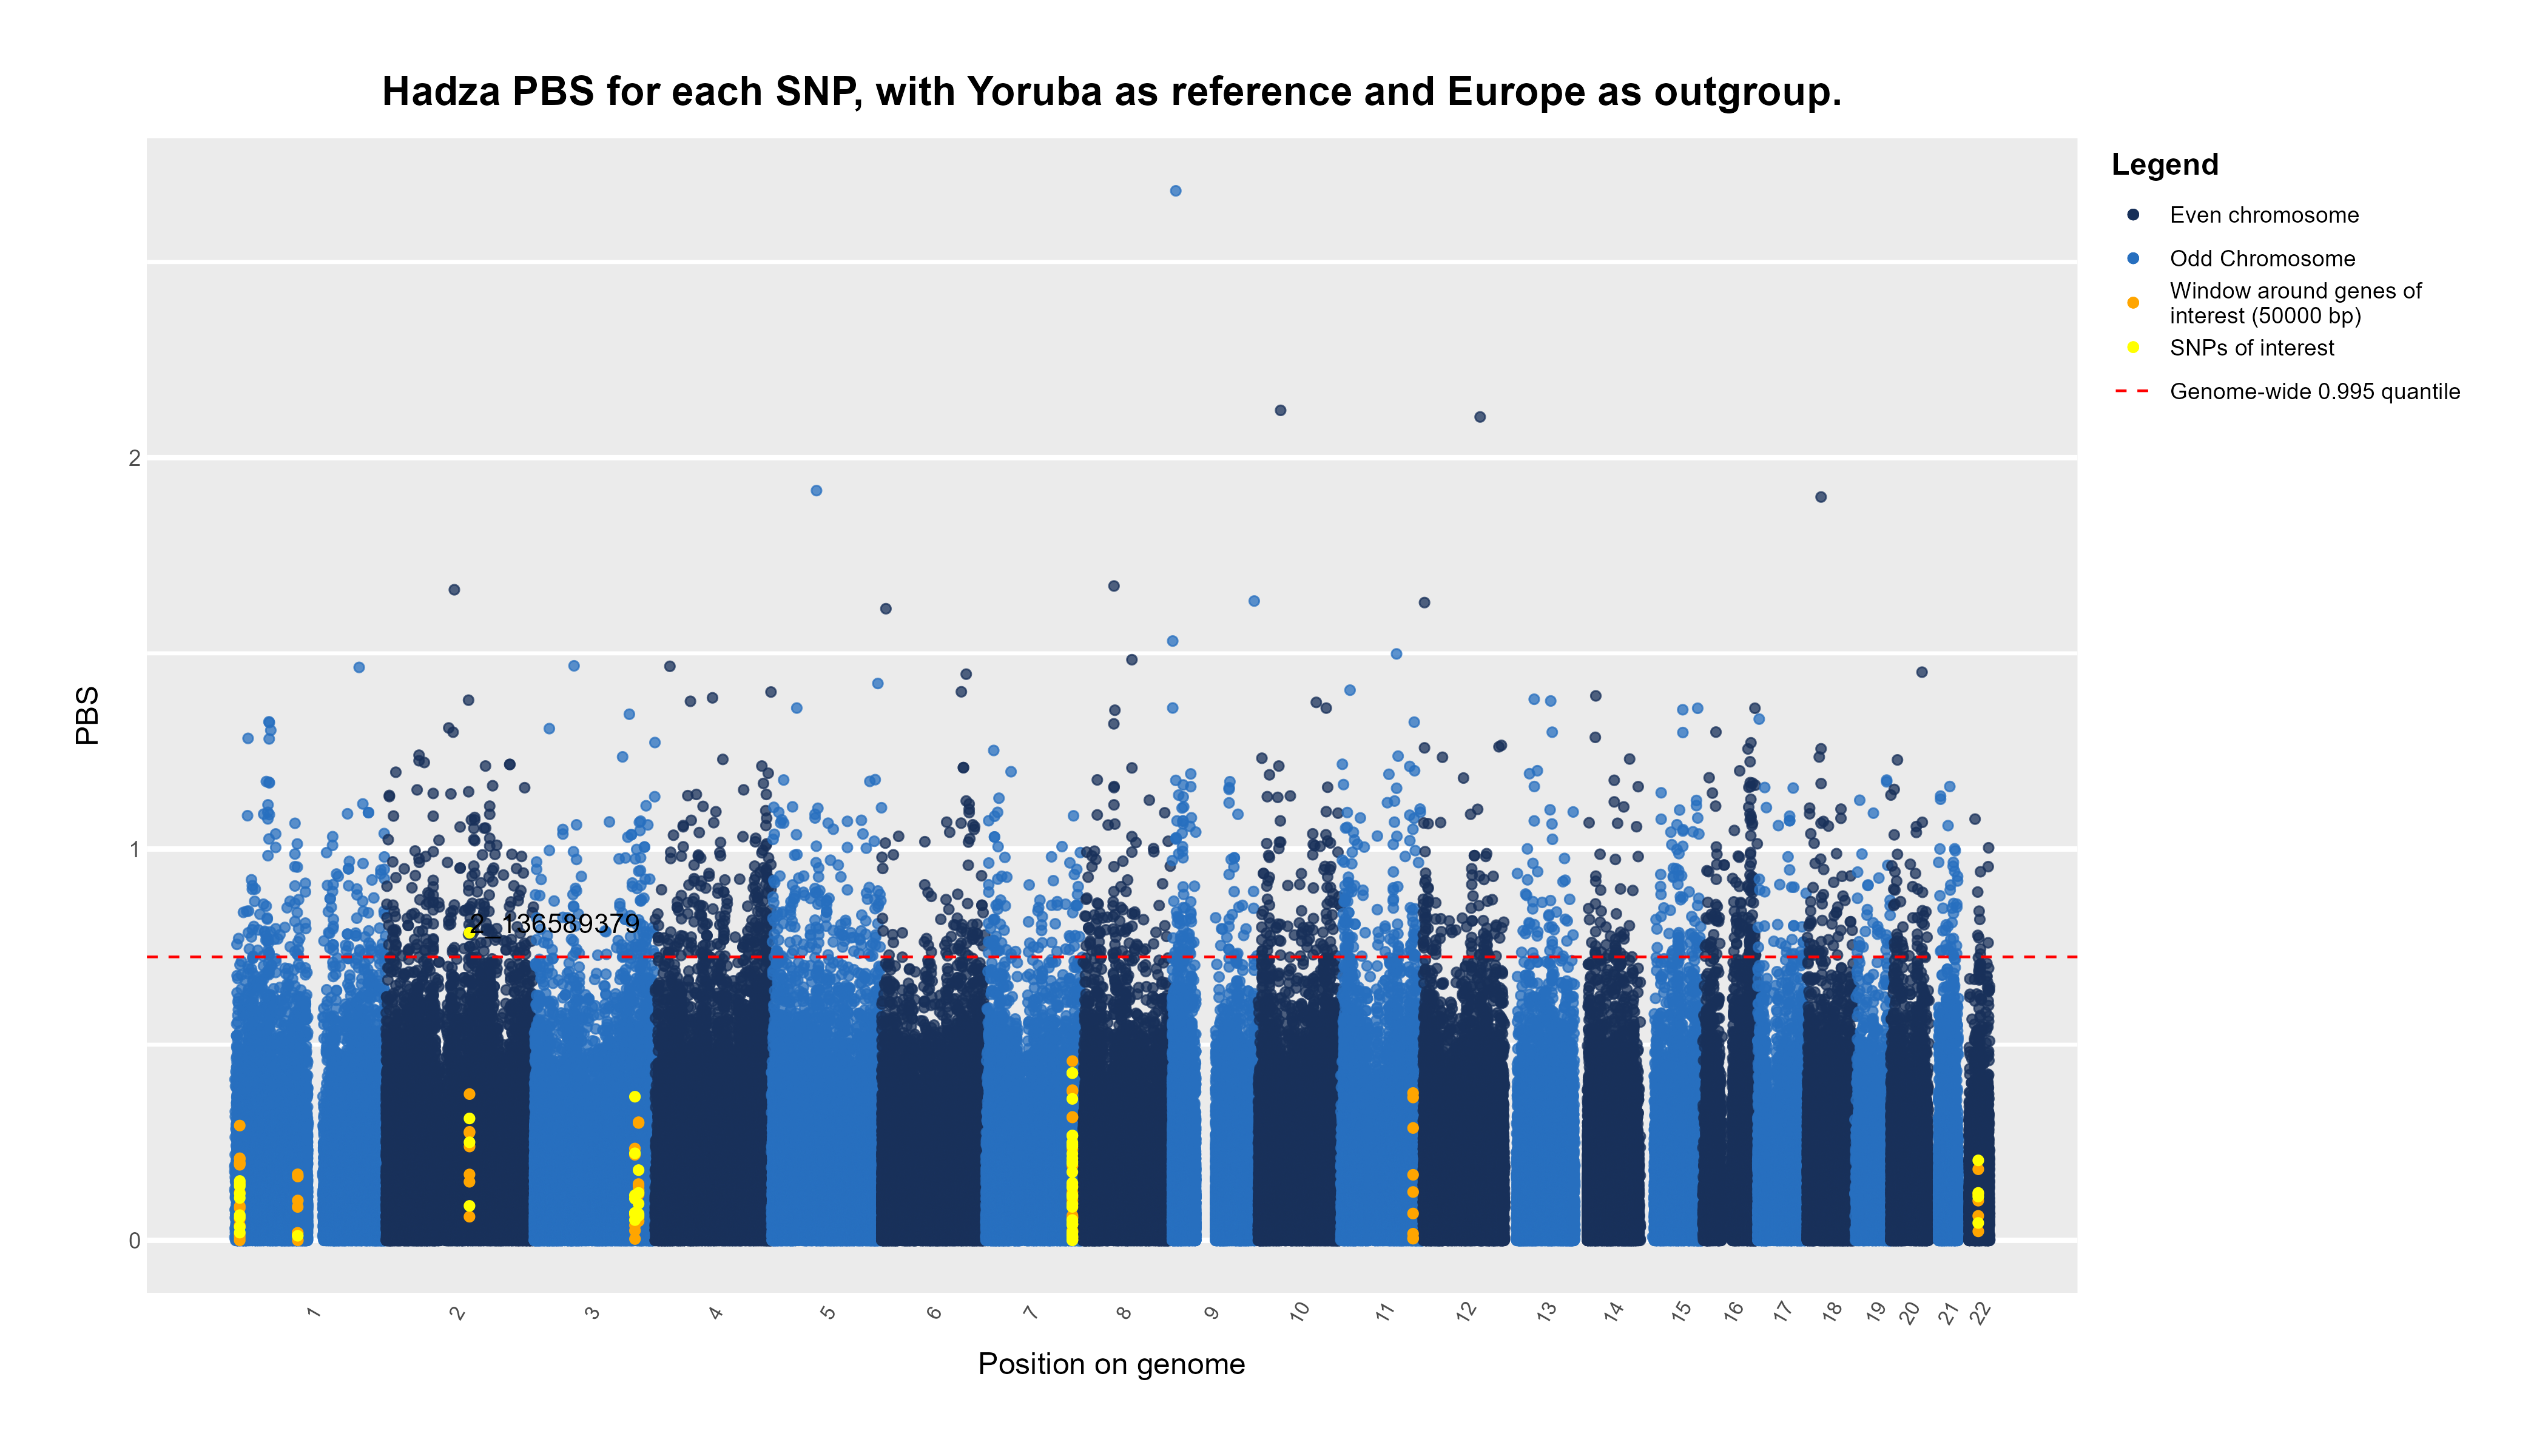 Hadza PBS for each SNP, with Yoruba as reference and Europe as outgroup.
Legend
Even chromosome
Odd Chromosome
Window around genes of
interest (50000 bp)
SNPs of interest
Genome-wide 0.995 quantile
PBS
2
1
0
2_136589379
1 2 3 4 5 6 7 8 9 10 11 12 13 14 15 16 17 18 19 20 21 22
Position on genome